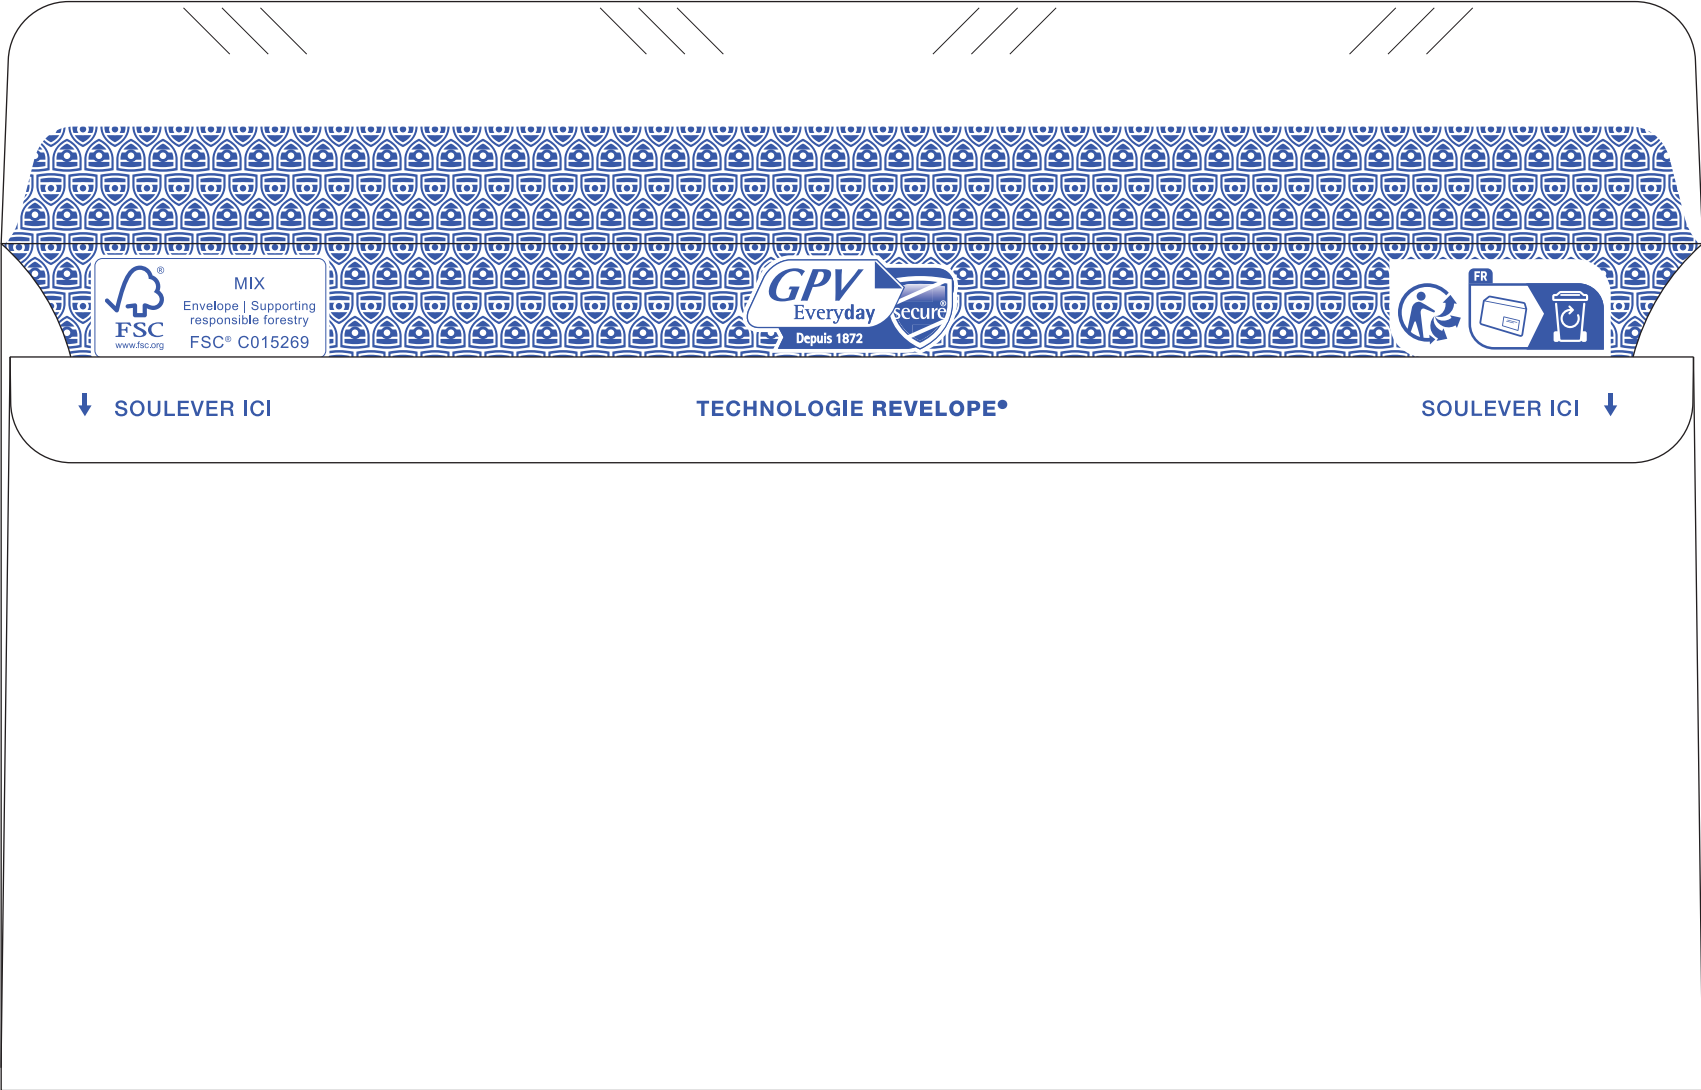 MIX
Envelope | Supporting
responsible forestry
FSC® C015269
®
FSC
www.fsc.org
GPV
Everyday
secure®
Depuis 1872
FR
SOULEVER ICI
TECHNOLOGIE REVELOPE®
SOULEVER ICI